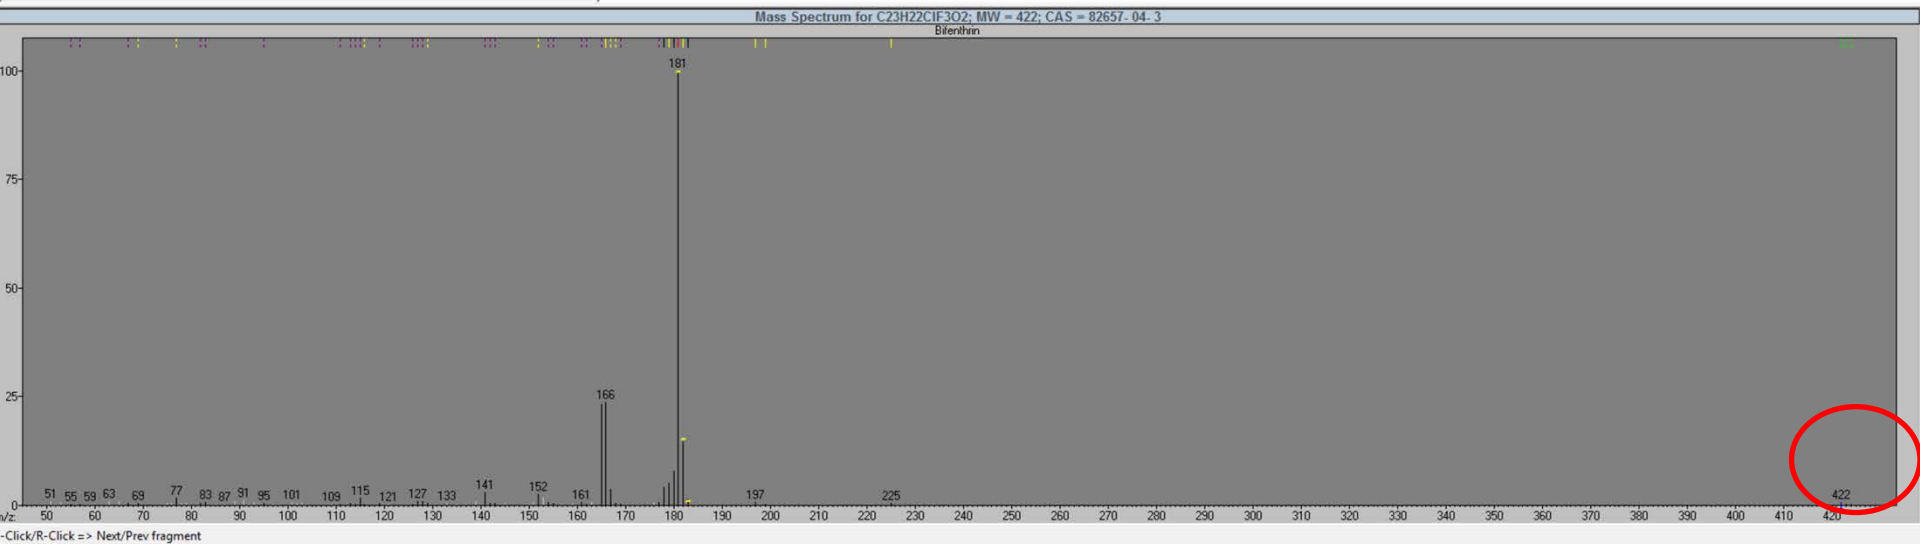 Mass Spectrum for C23H22ClF3O2; MW = 422; CAS = 82657- 04- 3
Bifenthrin
100
181
75
50
25
166
0
51 55 59 63 69 77 83 87 91 95 101 109 115 121 127 133 141 152 161 197 225 422
m/z: 50 60 70 80 90 100 110 120 130 140 150 160 170 180 190 200 210 220 230 240 250 260 270 280 290 300 310 320 330 340 350 360 370 380 390 400 410 420
-Click/R-Click => Next/Prev fragment